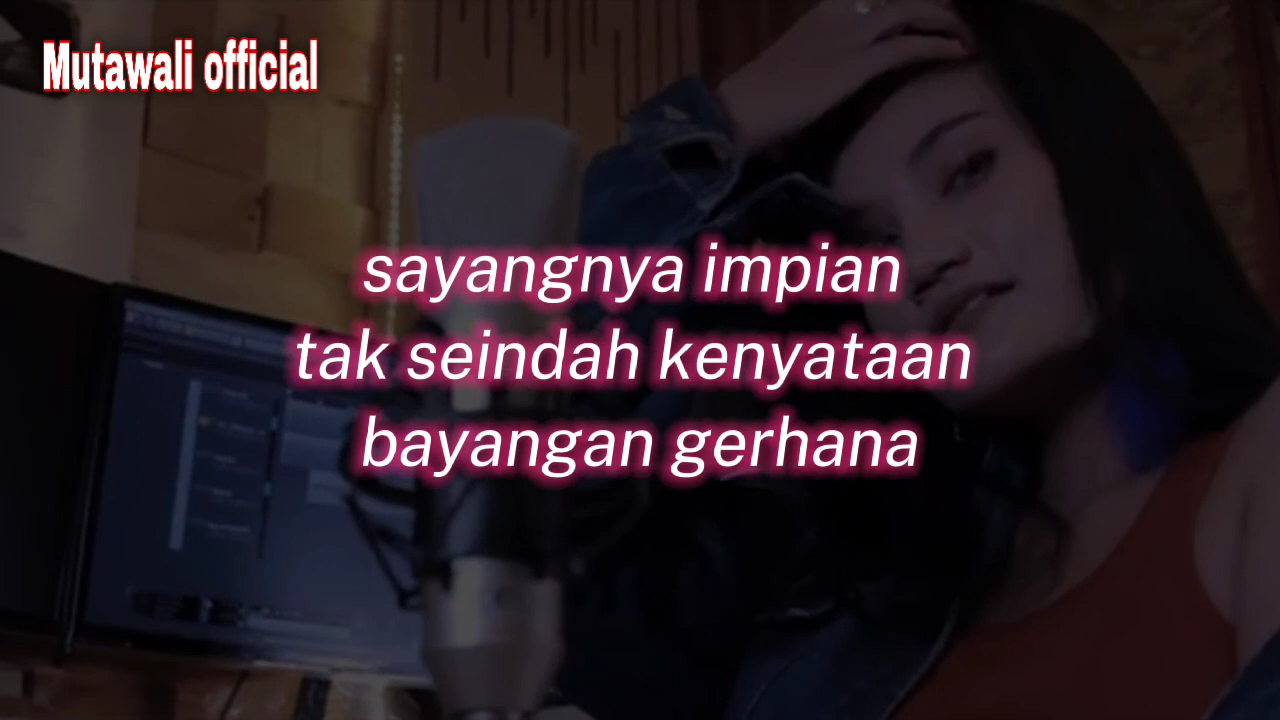 Mutawali official
sayangnya impian
tak seindah kenyataan
bayangan gerhana